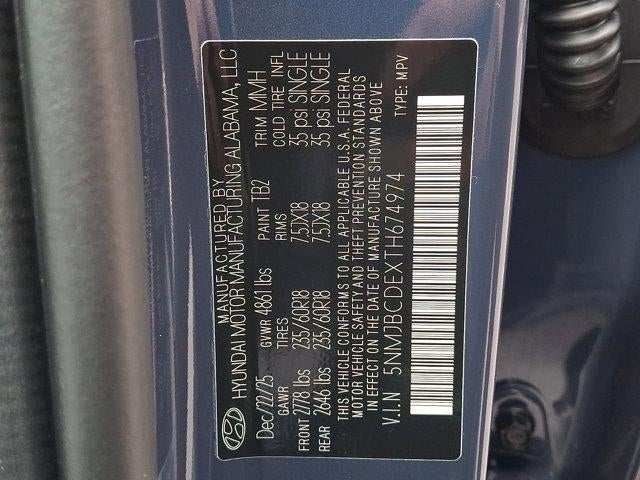 MANUFACTURED BY
HYUNDAI MOTOR MANUFACTURING ALABAMA, LLC
Dec/22/25 GVWR 4861 lbs PAINT TB2 TRIM MMH
GAWR TIRES RIMS COLD TIRE INFL
FRONT 2778 lbs 235/60R18 7.5JX18 35 psi SINGLE
REAR 2646 lbs 235/60R18 7.5JX18 35 psi SINGLE
THIS VEHICLE CONFORMS TO ALL APPLICABLE U.S.A. FEDERAL
MOTOR VEHICLE SAFETY AND THEFT PREVENTION STANDARDS
IN EFFECT ON THE DATE OF MANUFACTURE SHOWN ABOVE
V.I.N 5NMJBCDEXTH674974 TYPE: MPV